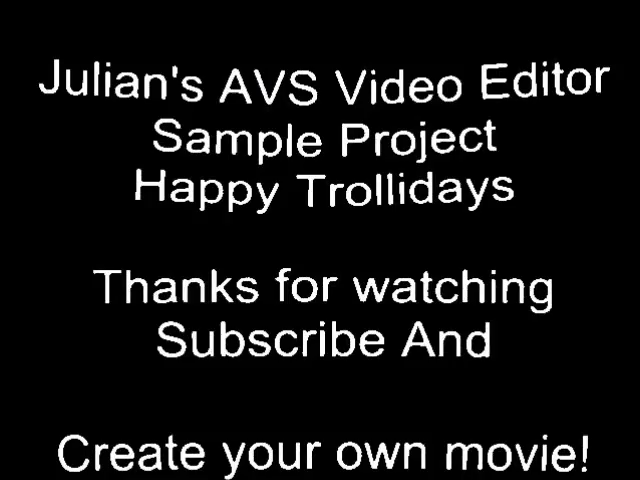 Julian's AVS Video Editor
Sample Project
Happy Trollidays
Thanks for watching
Subscribe And
Create your own movie!